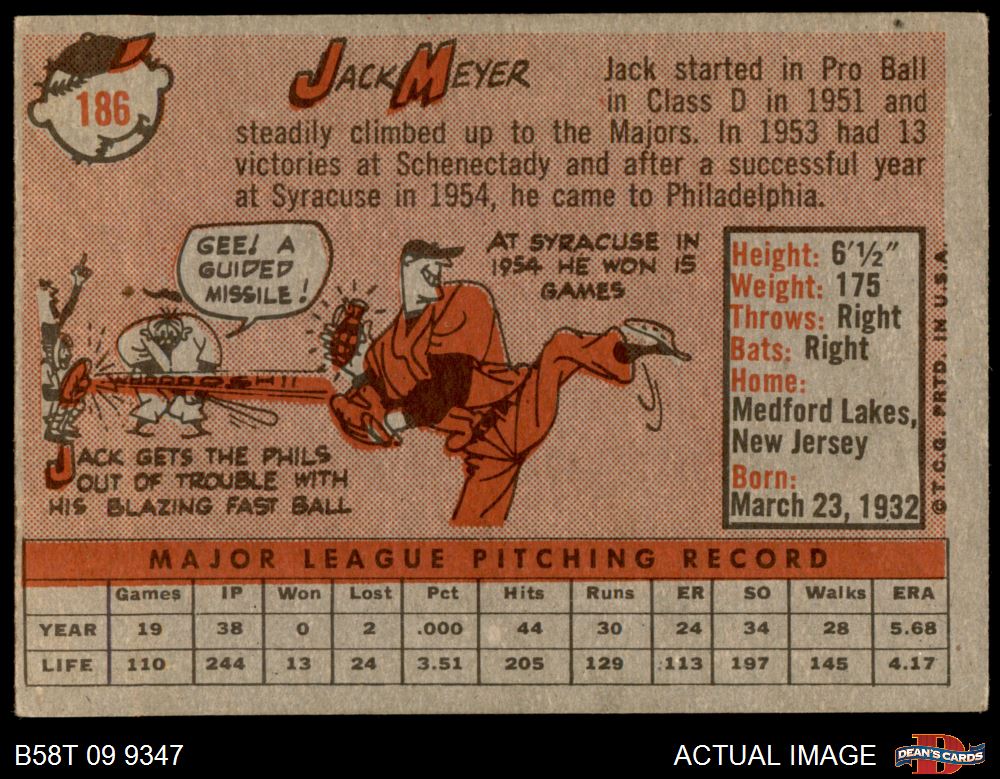 186
Jack Meyer
Jack started in Pro Ball
in Class D in 1951 and
steadily climbed up to the Majors. In 1953 had 13
victories at Schenectady and after a successful year
at Syracuse in 1954, he came to Philadelphia.
GEE! A
GUIDED
MISSILE!
AT SYRACUSE IN
1954 HE WON 15
GAMES
WHOOOOSH!!
JACK GETS THE PHILS
OUT OF TROUBLE WITH
HIS BLAZING FAST BALL
Height: 6'½"
Weight: 175
Throws: Right
Bats: Right
Home:
Medford Lakes,
New Jersey
Born:
March 23, 1932
© T.C.G. PRTD. IN U.S.A.
MAJOR LEAGUE PITCHING RECORD
Games IP Won Lost Pct Hits Runs ER SO Walks ERA
YEAR 19 38 0 2 .000 44 30 24 34 28 5.68
LIFE 110 244 13 24 3.51 205 129 113 197 145 4.17
B58T 09 9347
ACTUAL IMAGE
D
DEAN'S CARDS